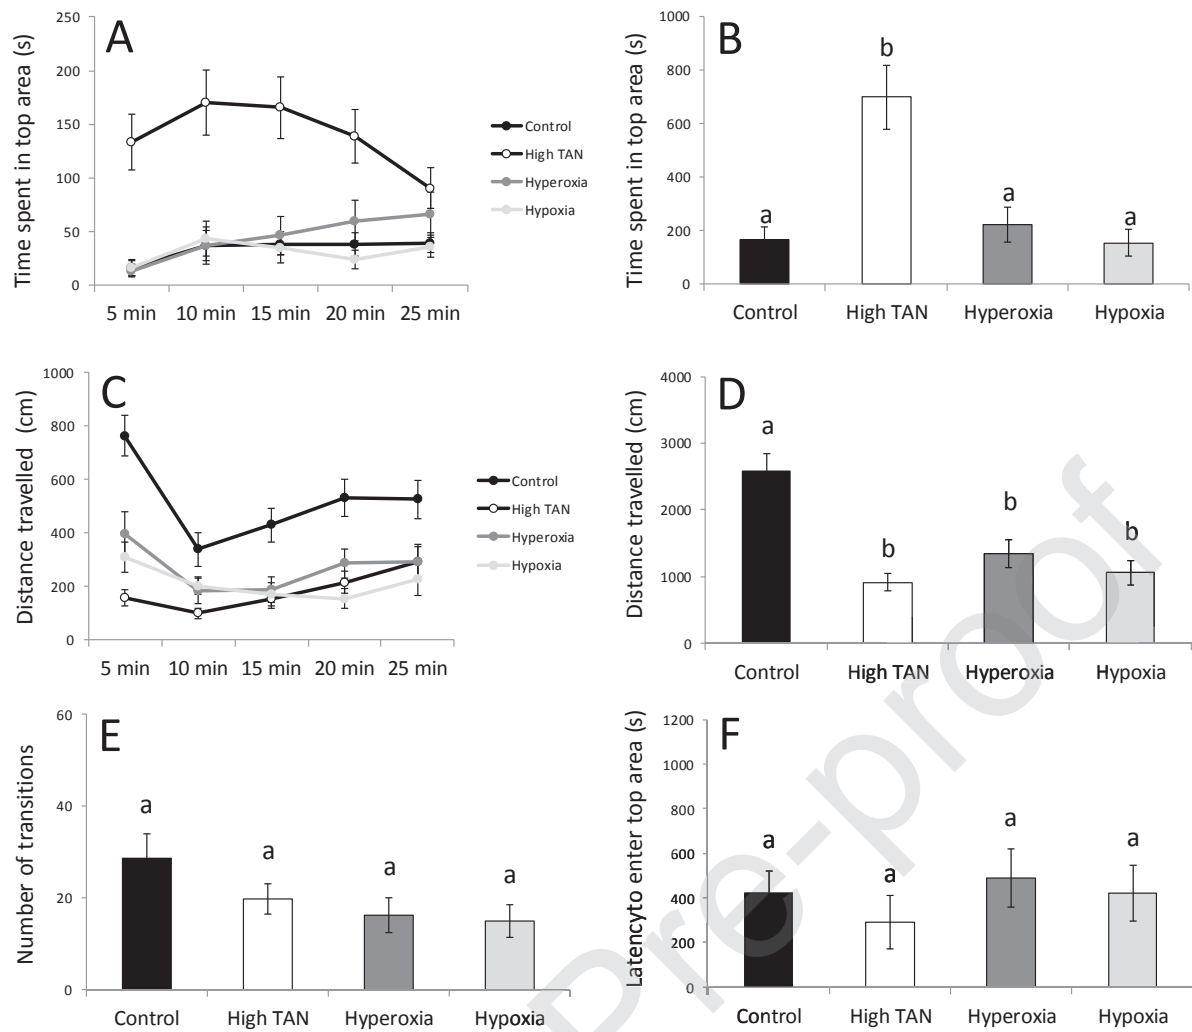 A
Time spent in top area (s)
250
200
150
100
50
0
5 min 10 min 15 min 20 min 25 min
Control
High TAN
Hyperoxia
Hypoxia
B
Time spent in top area (s)
1000
800
600
400
200
0
a
b
a
a
Control High TAN Hyperoxia Hypoxia
C
Distance travelled (cm)
1000
800
600
400
200
0
5 min 10 min 15 min 20 min 25 min
Control
High TAN
Hyperoxia
Hypoxia
D
Distance travelled (cm)
4000
3000
2000
1000
0
a
b
b
b
Control High TAN Hyperoxia Hypoxia
E
Number of transitions
60
40
20
0
a
a
a
a
Control High TAN Hyperoxia Hypoxia
F
Latencyto enter top area (s)
1200
1000
800
600
400
200
0
a
a
a
a
Control High TAN Hyperoxia Hypoxia
Pre-proof